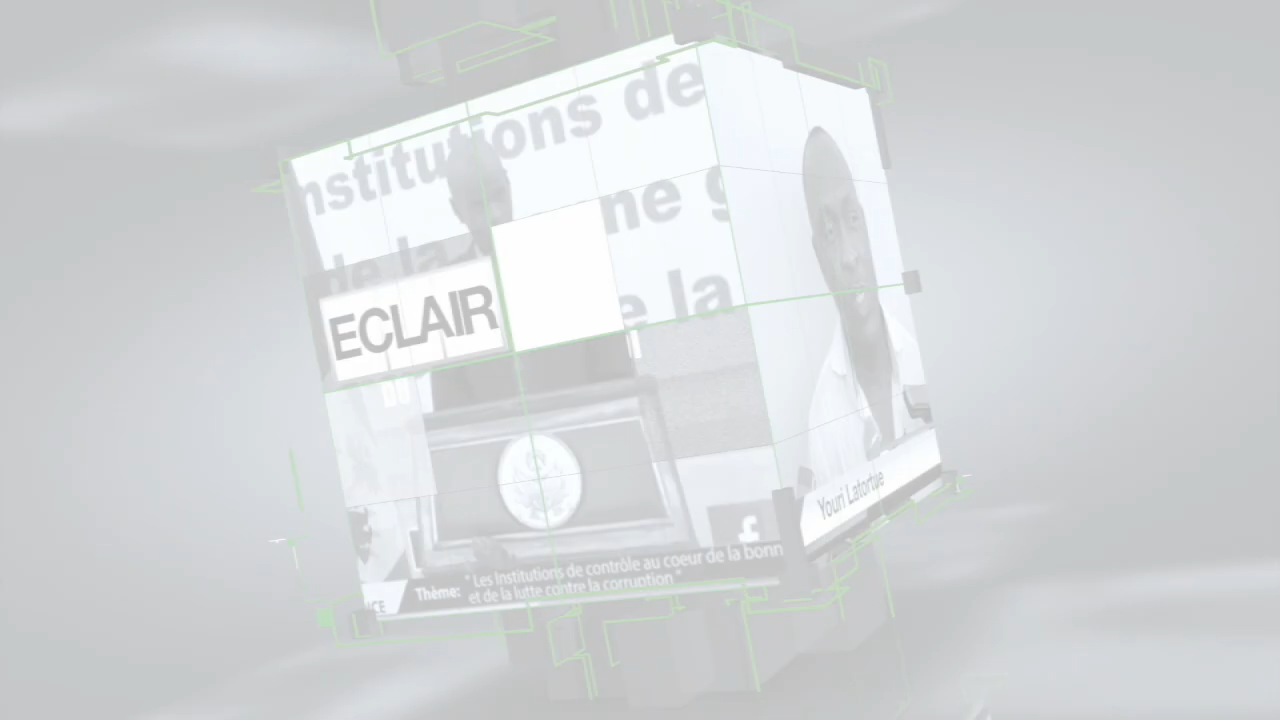 nstitutions de
de la ne g
e la
ECLAIR
Thème: " Les Institutions de contrôle au coeur de la bonn
et de la lutte contre la corruption "
Youri Latortue